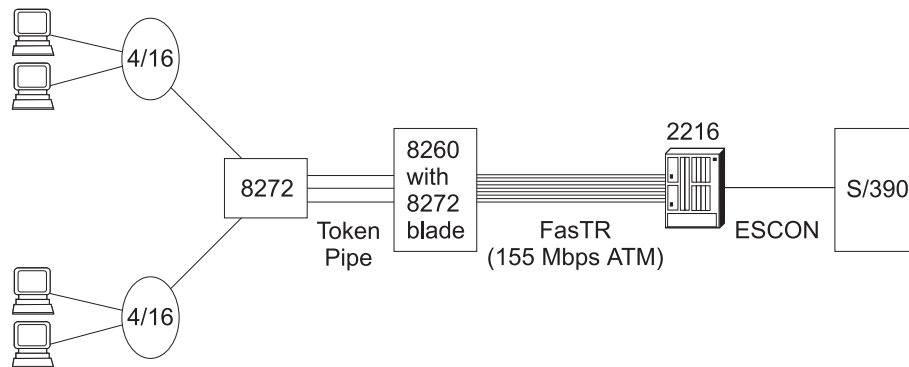 4/16
8272
4/16
Token
Pipe
8260
with
8272
blade
FasTR
(155 Mbps ATM)
2216
ESCON
S/390